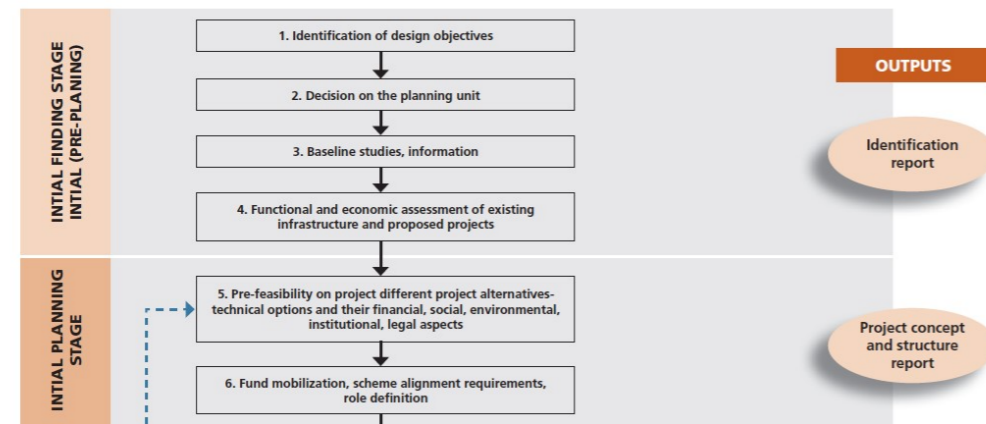 INTIAL FINDING STAGE
INTIAL (PRE-PLANING)
1. Identification of design objectives
2. Decision on the planning unit
3. Baseline studies, information
4. Functional and economic assessment of existing
infrastructure and proposed projects
OUTPUTS
Identification
report
INTIAL PLANNING
STAGE
5. Pre-feasibility on project different project alternatives-
technical options and their financial, social, environmental,
institutional, legal aspects
6. Fund mobilization, scheme alignment requirements,
role definition
Project concept
and structure
report